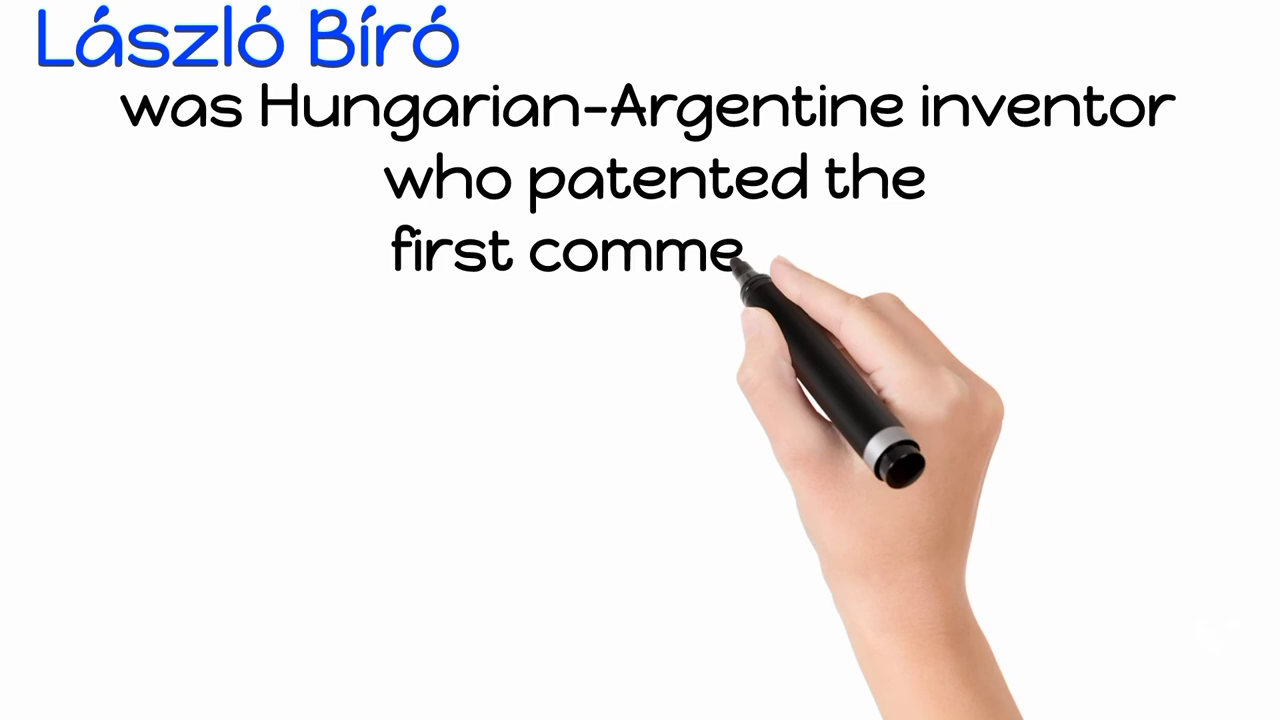 László Bíró
was Hungarian-Argentine inventor
who patented the
first comme